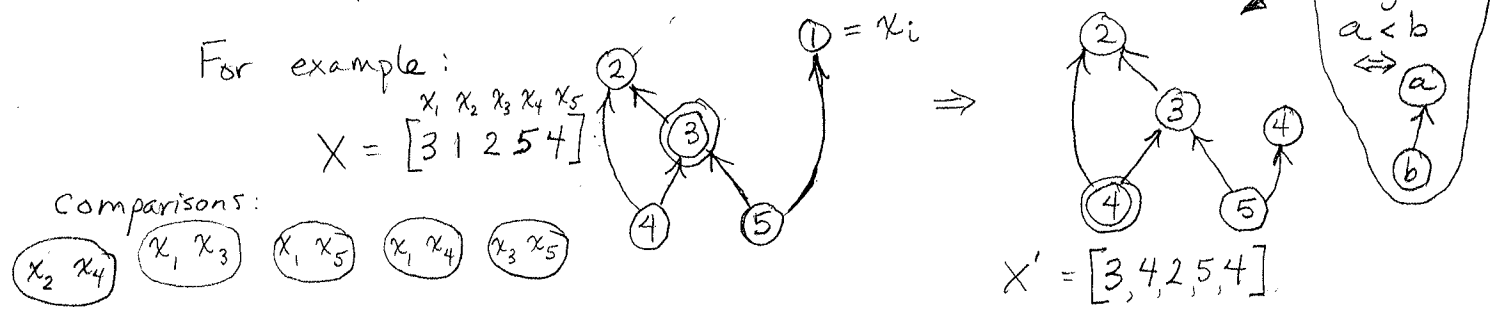 For example:
x₁ x₂ x₃ x₄ x₅
X = [3 1 2 5 4]
Comparisons:
x₂ x₄
x₁ x₃
x₁ x₅
x₁ x₄
x₃ x₅
2
1 = xᵢ
3
4
5
⇒
2
3
4
4
5
X' = [3,4,2,5,4]
a < b
⇔
a
b